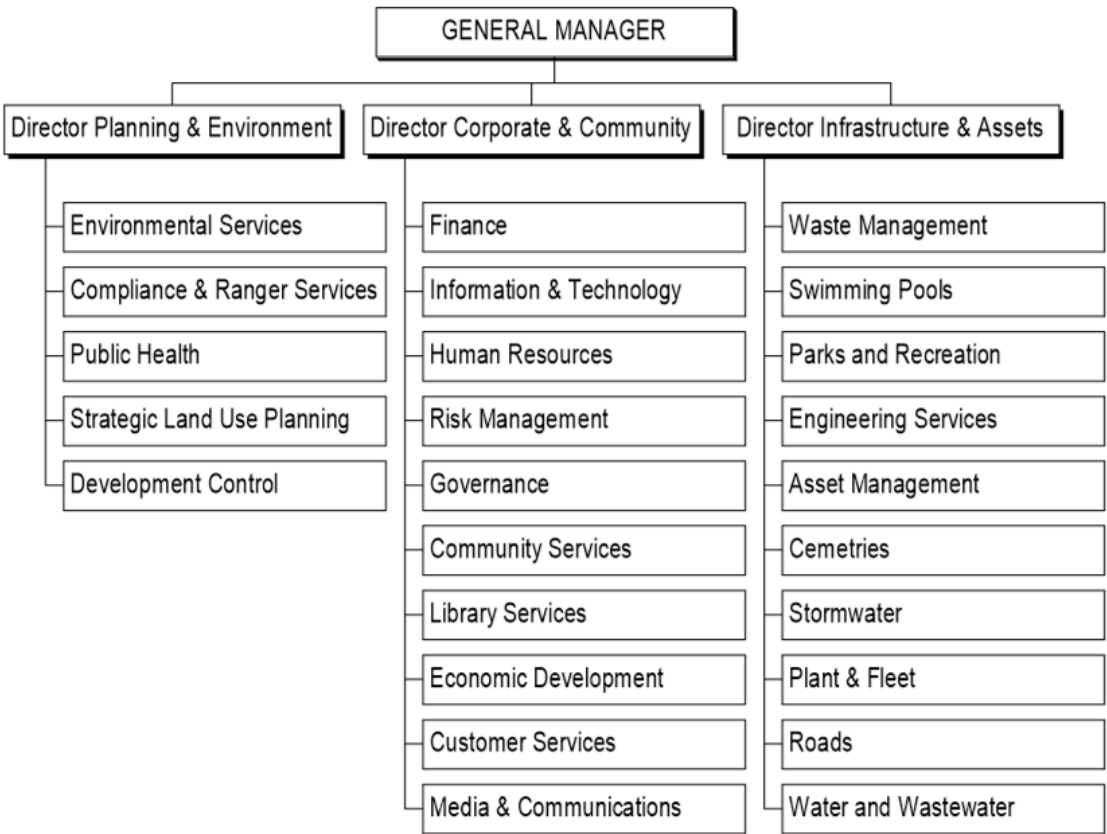 GENERAL MANAGER
Director Planning & Environment
Environmental Services
Compliance & Ranger Services
Public Health
Strategic Land Use Planning
Development Control
Director Corporate & Community
Finance
Information & Technology
Human Resources
Risk Management
Governance
Community Services
Library Services
Economic Development
Customer Services
Media & Communications
Director Infrastructure & Assets
Waste Management
Swimming Pools
Parks and Recreation
Engineering Services
Asset Management
Cemetries
Stormwater
Plant & Fleet
Roads
Water and Wastewater